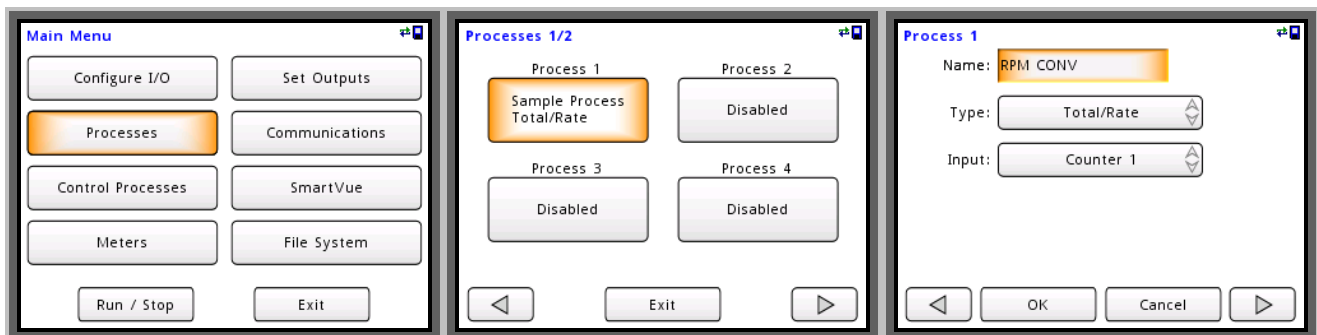 Main Menu
Configure I/O
Set Outputs
Processes
Communications
Control Processes
SmartVue
Meters
File System
Run / Stop
Exit
Processes 1/2
Process 1
Process 2
Sample Process
Total/Rate
Disabled
Process 3
Process 4
Disabled
Disabled
Exit
Process 1
Name: RPM CONV
Type: Total/Rate
Input: Counter 1
OK
Cancel